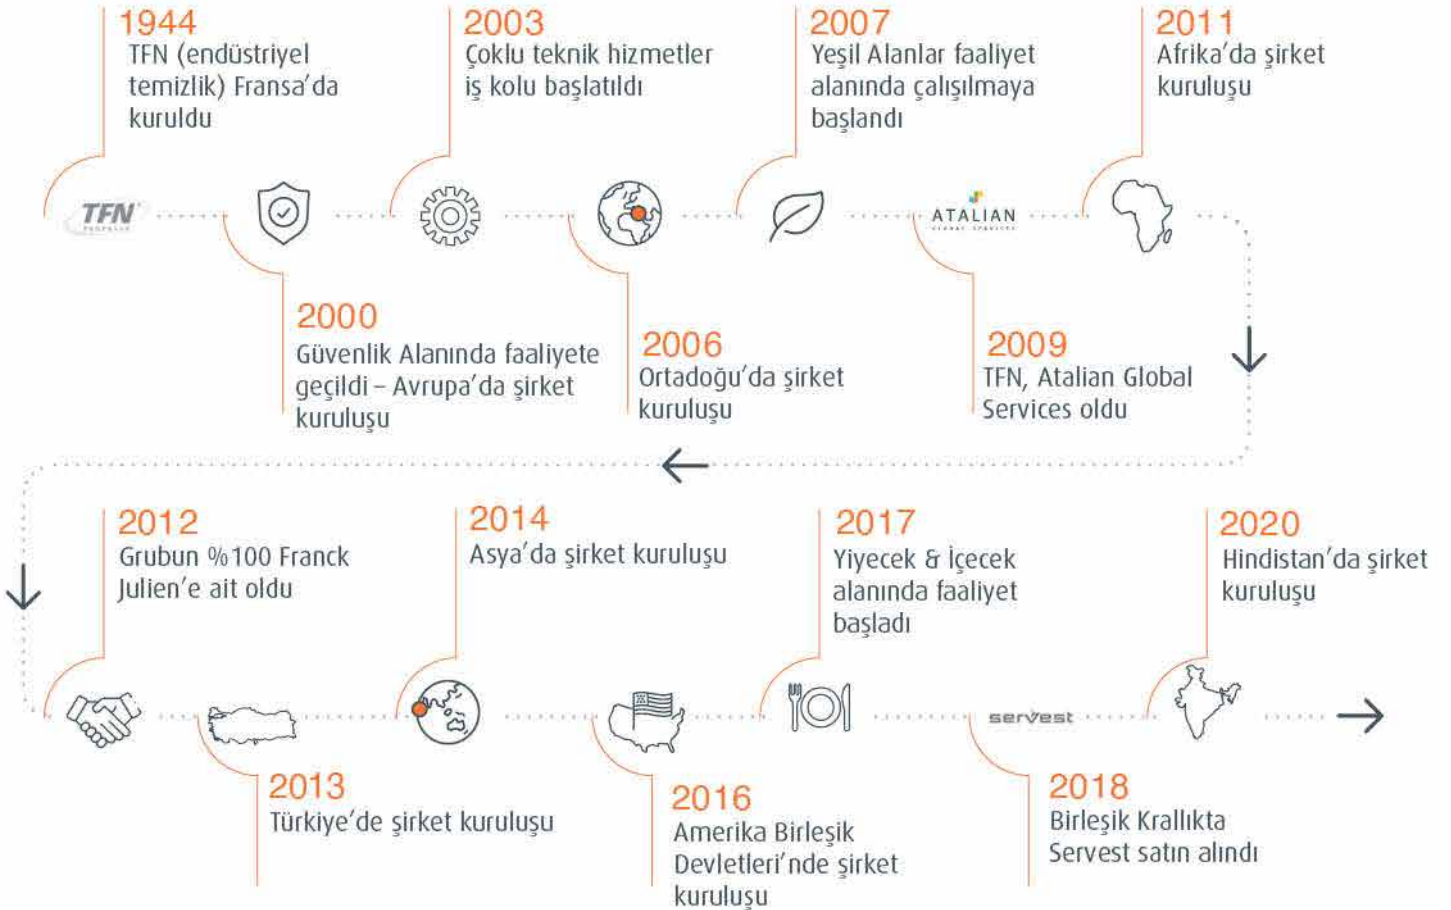 1944
TFN (endüstriyel
temizlik) Fransa'da
kuruldu
2003
Çoklu teknik hizmetler
iş kolu başlatıldı
2007
Yeşil Alanlar faaliyet
alanında çalışılmaya
başlandı
2011
Afrika'da şirket
kuruluşu
TFN
PROPRETÉ
ATALIAN
GLOBAL SERVICES
2000
Güvenlik Alanında faaliyete
geçildi – Avrupa'da şirket
kuruluşu
2006
Ortadoğu'da şirket
kuruluşu
2009
TFN, Atalian Global
Services oldu
2012
Grubun %100 Franck
Julien'e ait oldu
2014
Asya'da şirket kuruluşu
2017
Yiyecek & İçecek
alanında faaliyet
başladı
2020
Hindistan'da şirket
kuruluşu
servest
2013
Türkiye'de şirket kuruluşu
2016
Amerika Birleşik
Devletleri'nde şirket
kuruluşu
2018
Birleşik Krallıkta
Servest satın alındı